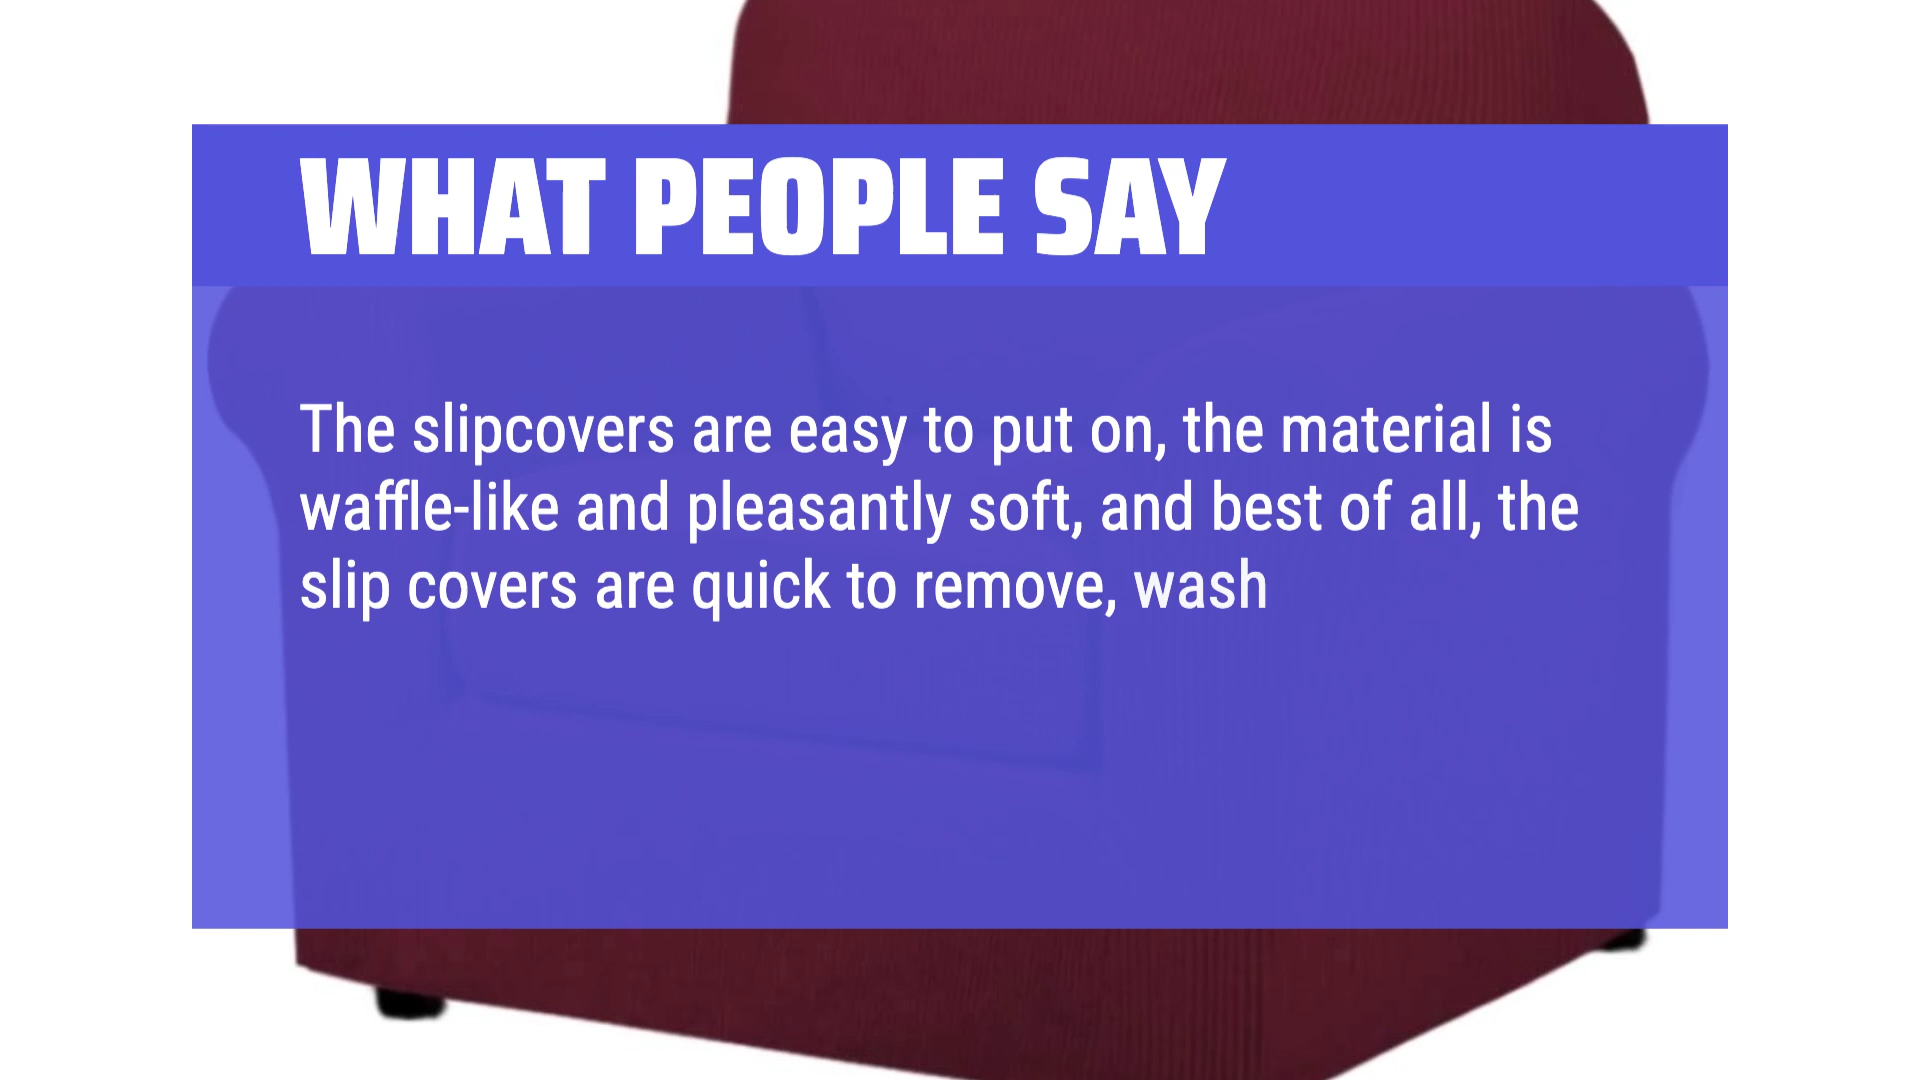 WHAT PEOPLE SAY
The slipcovers are easy to put on, the material is
waffle-like and pleasantly soft, and best of all, the
slip covers are quick to remove, wash